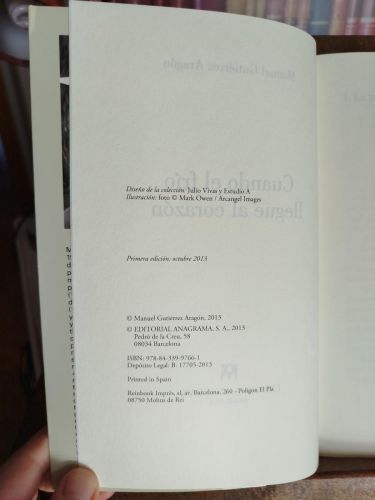 Diseño de la colección: Julio Vivas y Estudio A
Ilustración: foto © Mark Owen / Arcangel Images
Primera edición: octubre 2013
© Manuel Gutiérrez Aragón, 2013
© EDITORIAL ANAGRAMA, S. A., 2013
Pedró de la Creu, 58
08034 Barcelona
ISBN: 978-84-339-9766-1
Depósito Legal: B. 17705-2013
Printed in Spain
Reinbook Imprès, sl, av. Barcelona, 260 - Polígon El Pla
08750 Molins de Rei